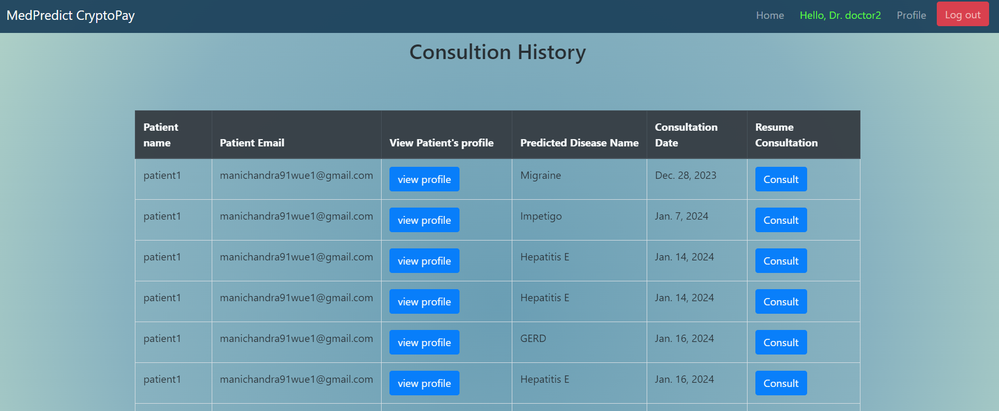 MedPredict CryptoPay Home Hello, Dr. doctor2 Profile Log out
Consultion History
Patient name Patient Email View Patient's profile Predicted Disease Name Consultation Date Resume Consultation
patient1 manichandra91wue1@gmail.com view profile Migraine Dec. 28, 2023 Consult
patient1 manichandra91wue1@gmail.com view profile Impetigo Jan. 7, 2024 Consult
patient1 manichandra91wue1@gmail.com view profile Hepatitis E Jan. 14, 2024 Consult
patient1 manichandra91wue1@gmail.com view profile Hepatitis E Jan. 14, 2024 Consult
patient1 manichandra91wue1@gmail.com view profile GERD Jan. 16, 2024 Consult
patient1 manichandra91wue1@gmail.com view profile Hepatitis E Jan. 16, 2024 Consult